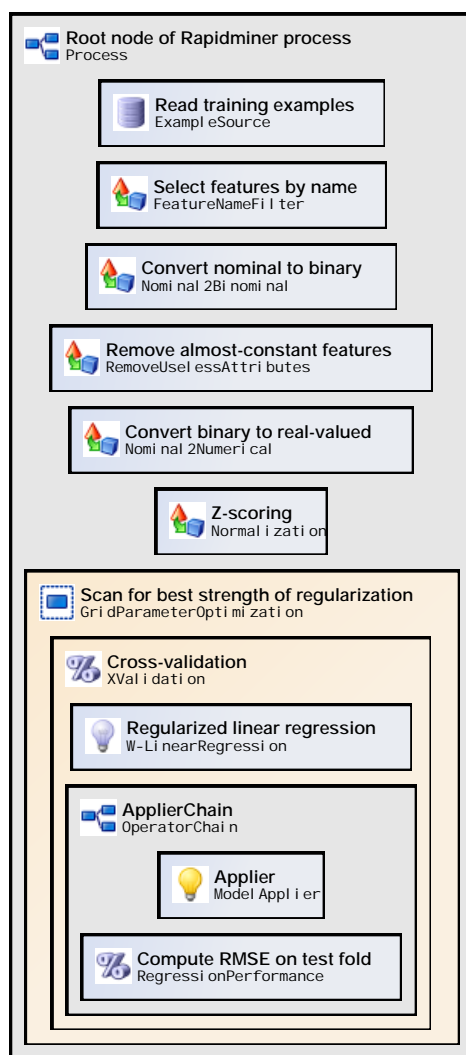 Root node of Rapidminer process
Process
Read training examples
ExampleSource
Select features by name
FeatureNameFilter
Convert nominal to binary
Nominal2Binominal
Remove almost-constant features
RemoveUselessAttributes
Convert binary to real-valued
Nominal2Numerical
Z-scoring
Normalization
Scan for best strength of regularization
GridParameterOptimization
Cross-validation
XValidation
Regularized linear regression
W-LinearRegression
ApplierChain
OperatorChain
Applier
ModelApplier
Compute RMSE on test fold
RegressionPerformance